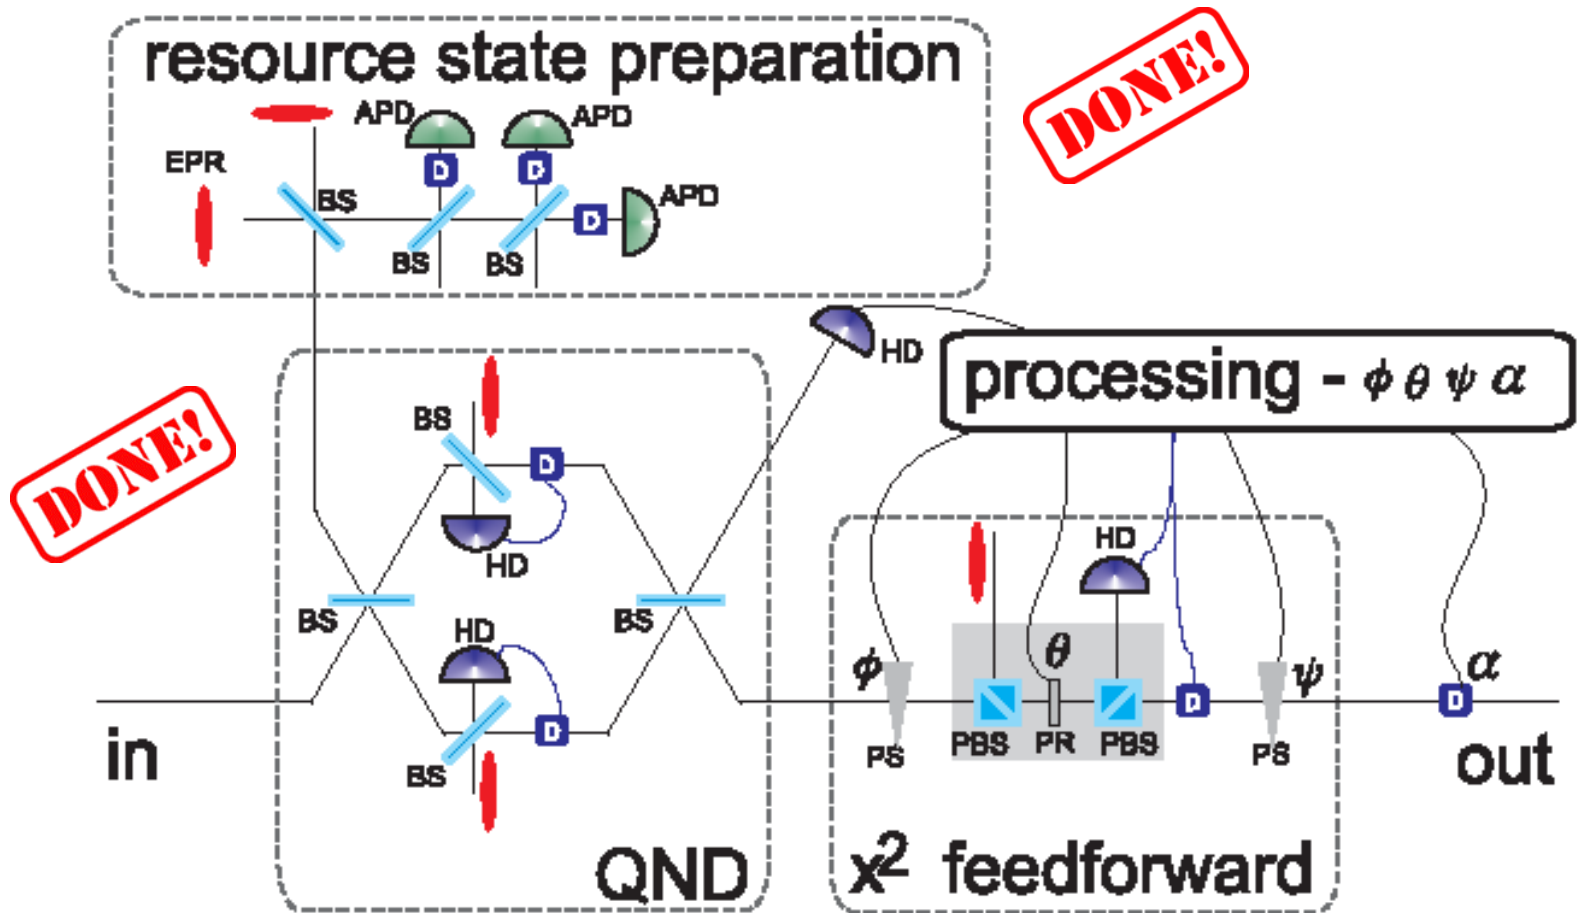 resource state preparation
DONE!
APD
APD
EPR
BS
D
D
APD
D
BS
BS
HD
processing - ϕ θ ψ α
DONE!
BS
D
HD
HD
BS
BS
HD
θ
ϕ
ψ
α
D
D
D
PBS
PR
PBS
PS
PS
in
BS
out
QND
x² feedforward